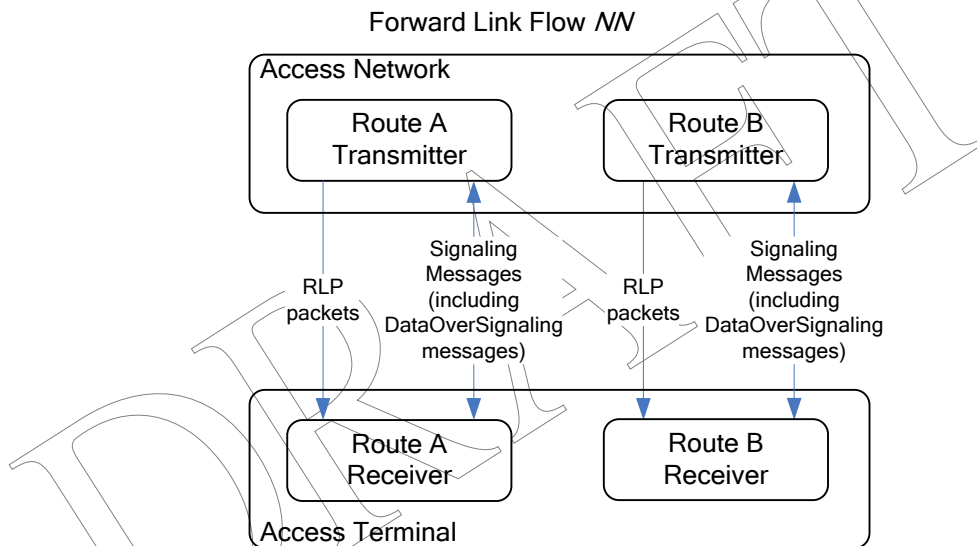 Forward Link Flow NN
Access Network
Route A
Transmitter
Route B
Transmitter
RLP
packets
Signaling
Messages
(including
DataOverSignaling
messages)
RLP
packets
Signaling
Messages
(including
DataOverSignaling
messages)
Route A
Receiver
Route B
Receiver
Access Terminal
DRAFT